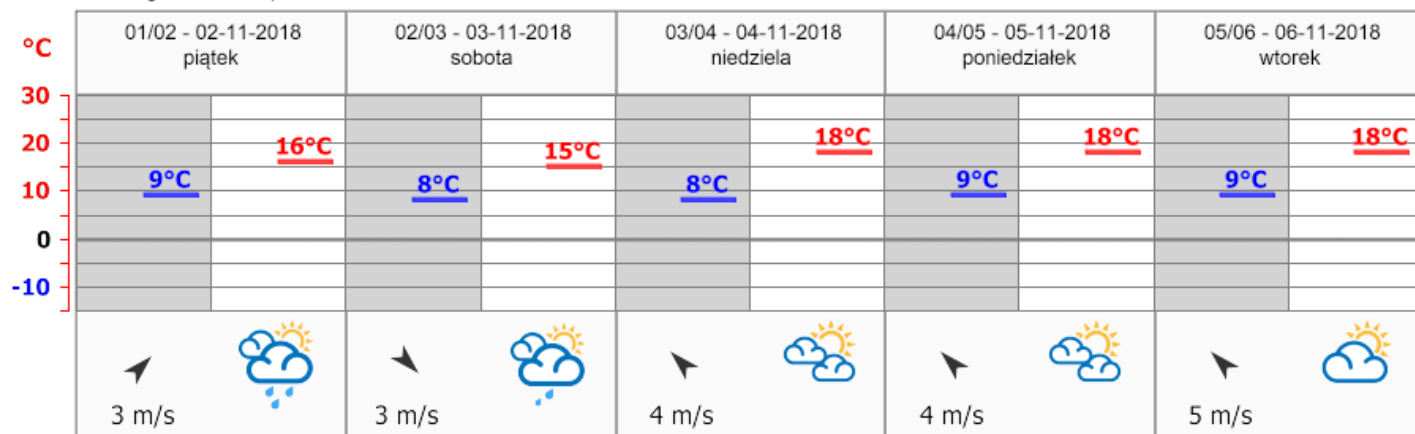 01/02 - 02-11-2018
piątek
02/03 - 03-11-2018
sobota
03/04 - 04-11-2018
niedziela
04/05 - 05-11-2018
poniedziałek
05/06 - 06-11-2018
wtorek
°C
30
20
10
0
-10
9°C
16°C
8°C
15°C
8°C
18°C
9°C
18°C
9°C
18°C
3 m/s
3 m/s
4 m/s
4 m/s
5 m/s